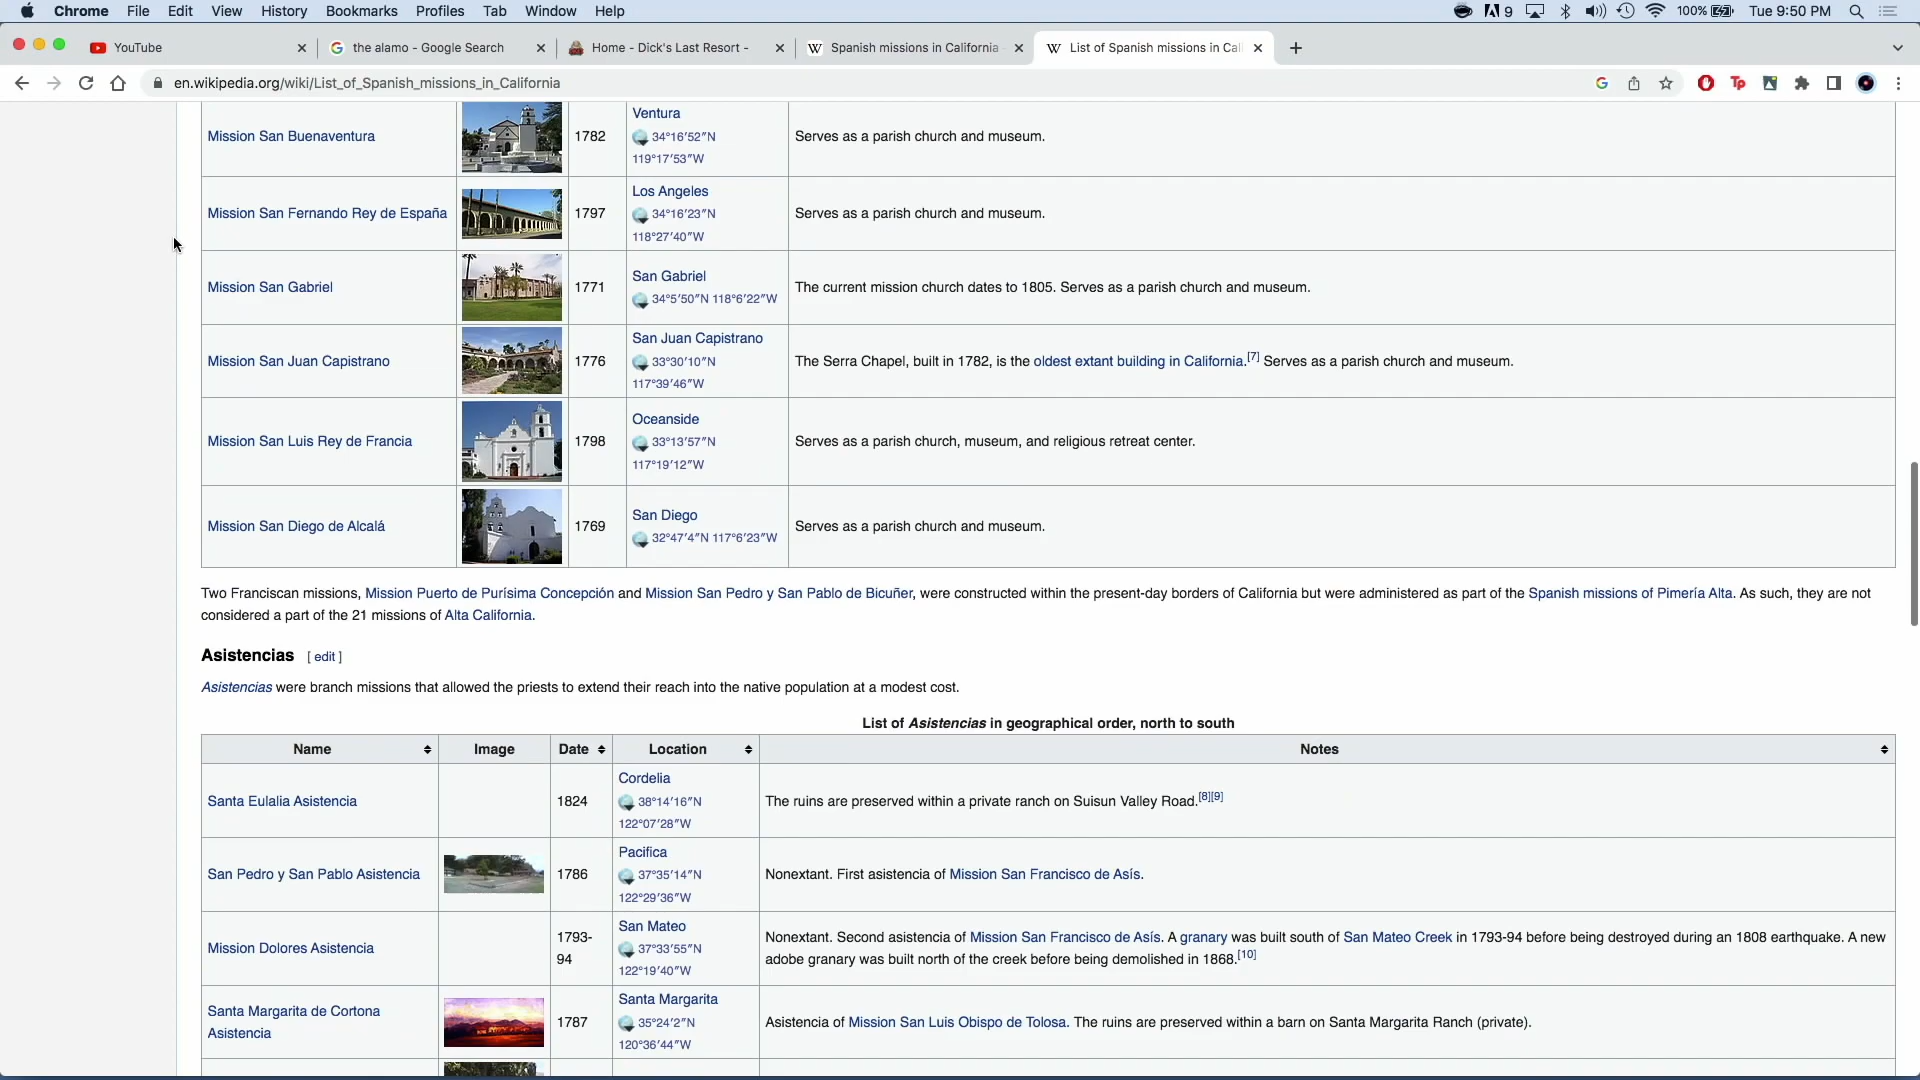 Chrome File Edit View History Bookmarks Profiles Tab Window Help 9 100% Tue 9:50 PM
YouTube the alamo - Google Search Home - Dick's Last Resort - Spanish missions in California - List of Spanish missions in Cal
en.wikipedia.org/wiki/List_of_Spanish_missions_in_California
Mission San Buenaventura 1782 Ventura Serves as a parish church and museum.
34°16′52″N
119°17′53″W
Mission San Fernando Rey de España 1797 Los Angeles Serves as a parish church and museum.
34°16′23″N
118°27′40″W
Mission San Gabriel 1771 San Gabriel The current mission church dates to 1805. Serves as a parish church and museum.
34°5′50″N 118°6′22″W
Mission San Juan Capistrano 1776 San Juan Capistrano The Serra Chapel, built in 1782, is the oldest extant building in California.[7] Serves as a parish church and museum.
33°30′10″N
117°39′46″W
Mission San Luis Rey de Francia 1798 Oceanside Serves as a parish church, museum, and religious retreat center.
33°13′57″N
117°19′12″W
Mission San Diego de Alcalá 1769 San Diego Serves as a parish church and museum.
32°47′4″N 117°6′23″W
Two Franciscan missions, Mission Puerto de Purísima Concepción and Mission San Pedro y San Pablo de Bicuñer, were constructed within the present-day borders of California but were administered as part of the Spanish missions of Pimería Alta. As such, they are not
considered a part of the 21 missions of Alta California.
Asistencias [ edit ]
Asistencias were branch missions that allowed the priests to extend their reach into the native population at a modest cost.
List of Asistencias in geographical order, north to south
Name Image Date Location Notes
Santa Eulalia Asistencia 1824 Cordelia The ruins are preserved within a private ranch on Suisun Valley Road.[8][9]
38°14′16″N
122°07′28″W
San Pedro y San Pablo Asistencia 1786 Pacifica Nonextant. First asistencia of Mission San Francisco de Asís.
37°35′14″N
122°29′36″W
Mission Dolores Asistencia 1793-
94 San Mateo Nonextant. Second asistencia of Mission San Francisco de Asís. A granary was built south of San Mateo Creek in 1793-94 before being destroyed during an 1808 earthquake. A new
37°33′55″N adobe granary was built north of the creek before being demolished in 1868.[10]
122°19′40″W
Santa Margarita de Cortona
Asistencia 1787 Santa Margarita Asistencia of Mission San Luis Obispo de Tolosa. The ruins are preserved within a barn on Santa Margarita Ranch (private).
35°24′2″N
120°36′44″W